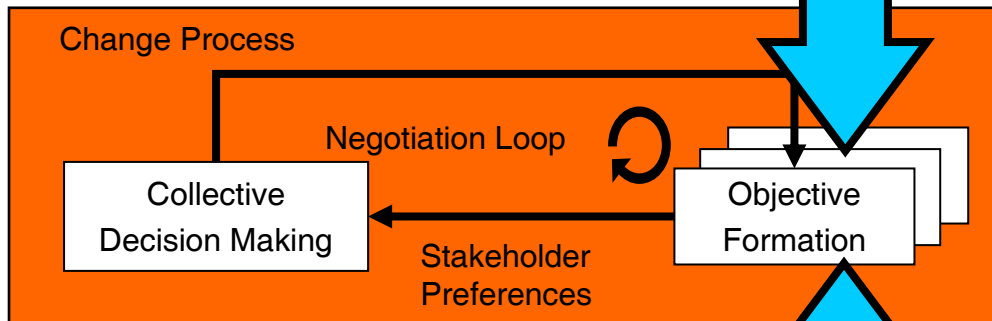 Change Process
Negotiation Loop
Collective
Decision Making
Objective
Formation
Stakeholder
Preferences